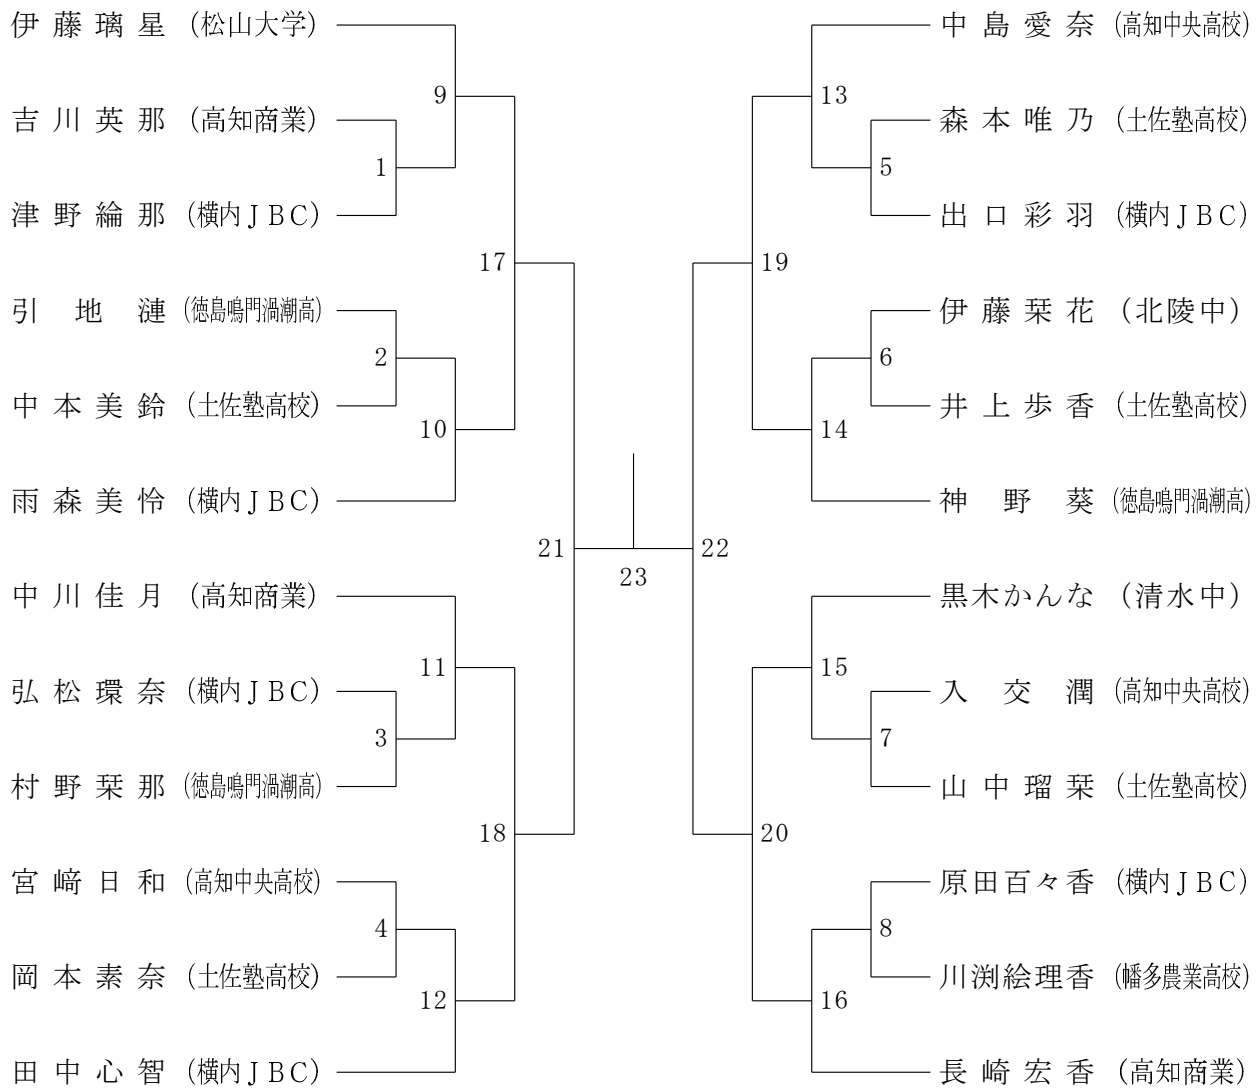 伊藤璃星 (松山大学)
9
吉川英那 (高知商業)
1
津野綸那 (横内ＪＢＣ)
17
引地漣 (徳島鳴門渦潮高)
2
中本美鈴 (土佐塾高校)
10
雨森美怜 (横内ＪＢＣ)
21
中川佳月 (高知商業)
11
弘松環奈 (横内ＪＢＣ)
3
村野栞那 (徳島鳴門渦潮高)
18
宮﨑日和 (高知中央高校)
4
岡本素奈 (土佐塾高校)
12
田中心智 (横内ＪＢＣ)
23
中島愛奈 (高知中央高校)
13
森本唯乃 (土佐塾高校)
5
出口彩羽 (横内ＪＢＣ)
19
伊藤栞花 (北陵中)
6
井上歩香 (土佐塾高校)
14
神野葵 (徳島鳴門渦潮高)
22
黒木かんな (清水中)
15
入交潤 (高知中央高校)
7
山中瑠栞 (土佐塾高校)
20
原田百々香 (横内ＪＢＣ)
8
川渕絵理香 (幡多農業高校)
16
長崎宏香 (高知商業)